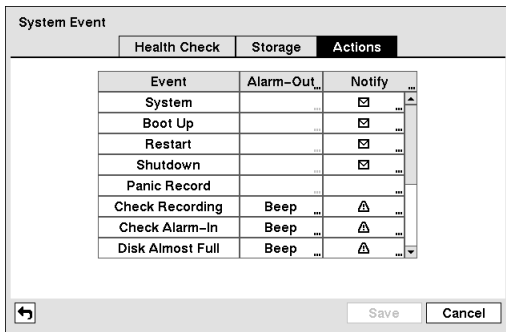 System Event
Health Check Storage Actions
Event Alarm-Out... Notify ...
System ... ...
Boot Up ... ...
Restart ... ...
Shutdown ... ...
Panic Record ... ...
Check Recording Beep ... ...
Check Alarm-In Beep ... ...
Disk Almost Full Beep ... ...
Save Cancel